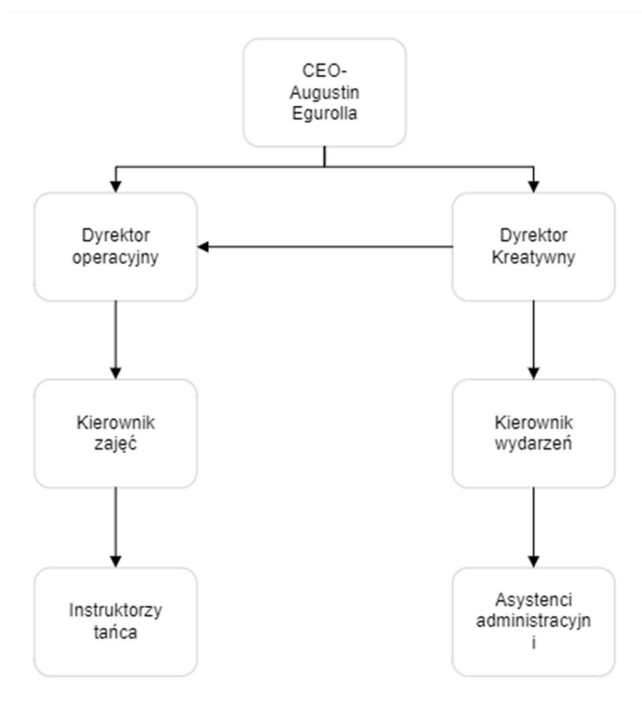 CEO-
Augustin
Egurolla
Dyrektor
operacyjny
Dyrektor
Kreatywny
Kierownik
zajęć
Kierownik
wydarzeń
Instruktorzy
tańca
Asystenci
administracyjn
i